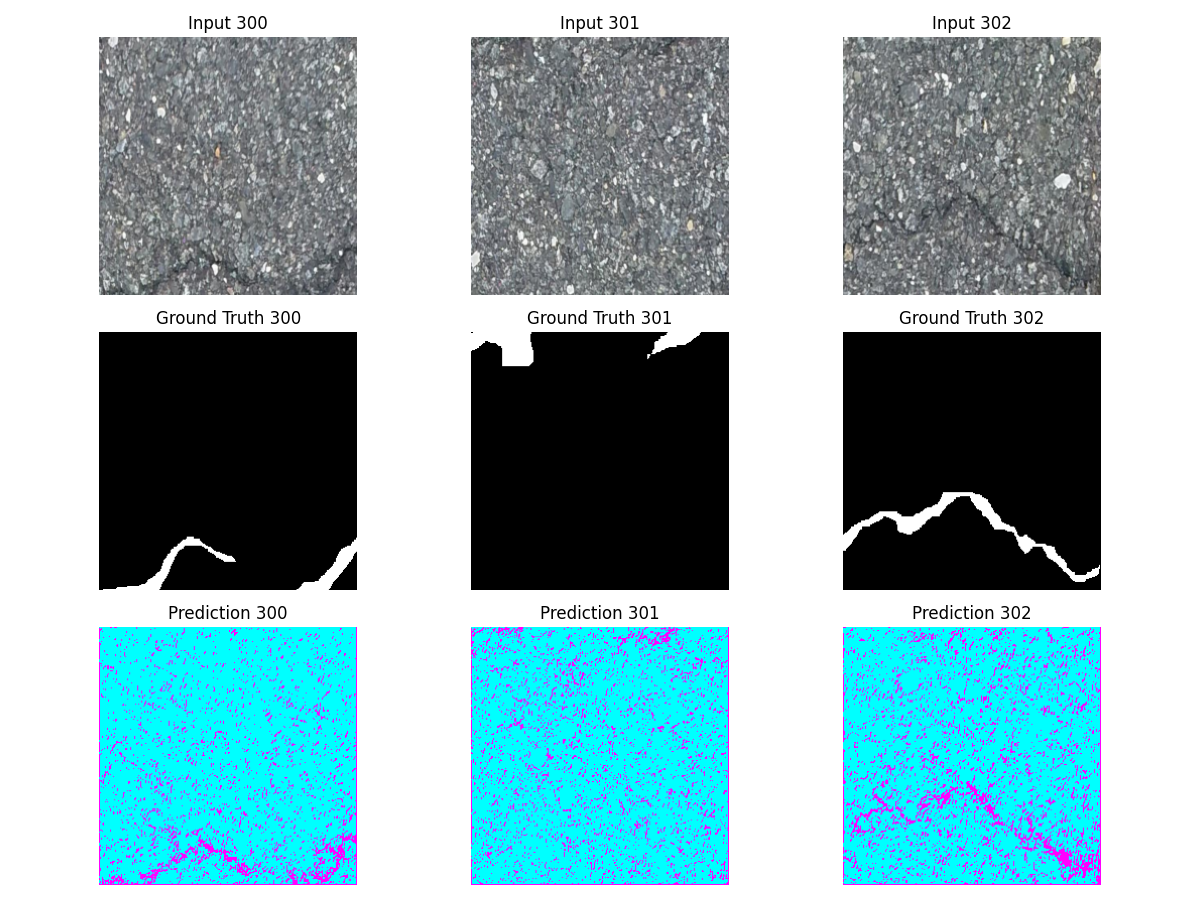 Input 300
Input 301
Input 302
Ground Truth 300
Ground Truth 301
Ground Truth 302
Prediction 300
Prediction 301
Prediction 302